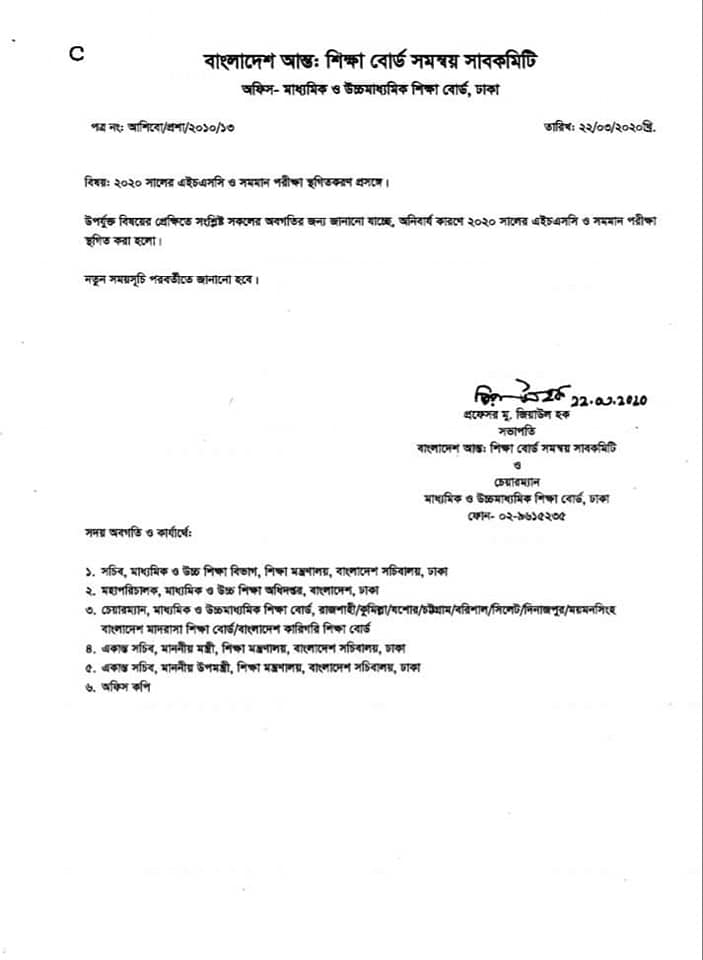 C
বাংলাদেশ আন্ত: শিক্ষা বোর্ড সমন্বয় সাবকমিটি
অফিস- মাধ্যমিক ও উচ্চমাধ্যমিক শিক্ষা বোর্ড, ঢাকা
পত্র নং: আশিবো/প্রশা/২০১০/১৩ তারিখ: ২২/০৩/২০২০খ্রি.
বিষয়: ২০২০ সালের এইচএসসি ও সমমান পরীক্ষা স্থগিতকরণ প্রসঙ্গে।
উপর্যুক্ত বিষয়ের প্রেক্ষিতে সংশ্লিষ্ট সকলের অবগতির জন্য জানানো যাচ্ছে, অনিবার্য কারণে ২০২০ সালের এইচএসসি ও সমমান পরীক্ষা
স্থগিত করা হলো।
নতুন সময়সূচি পরবর্তীতে জানানো হবে।
২২.০৩.২০২০
প্রফেসর মু. জিয়াউল হক
সভাপতি
বাংলাদেশ আন্ত: শিক্ষা বোর্ড সমন্বয় সাবকমিটি
ও
চেয়ারম্যান
মাধ্যমিক ও উচ্চমাধ্যমিক শিক্ষা বোর্ড, ঢাকা
ফোন- ০২-৯৬১৫২৩৫
সদয় অবগতি ও কার্যার্থে:
১. সচিব, মাধ্যমিক ও উচ্চ শিক্ষা বিভাগ, শিক্ষা মন্ত্রণালয়, বাংলাদেশ সচিবালয়, ঢাকা
২. মহাপরিচালক, মাধ্যমিক ও উচ্চ শিক্ষা অধিদপ্তর, বাংলাদেশ, ঢাকা
৩. চেয়ারম্যান, মাধ্যমিক ও উচ্চমাধ্যমিক শিক্ষা বোর্ড, রাজশাহী/কুমিল্লা/যশোর/চট্টগ্রাম/বরিশাল/সিলেট/দিনাজপুর/ময়মনসিংহ
বাংলাদেশ মাদরাসা শিক্ষা বোর্ড/বাংলাদেশ কারিগরি শিক্ষা বোর্ড
৪. একান্ত সচিব, মাননীয় মন্ত্রী, শিক্ষা মন্ত্রণালয়, বাংলাদেশ সচিবালয়, ঢাকা
৫. একান্ত সচিব, মাননীয় উপমন্ত্রী, শিক্ষা মন্ত্রণালয়, বাংলাদেশ সচিবালয়, ঢাকা
৬. অফিস কপি